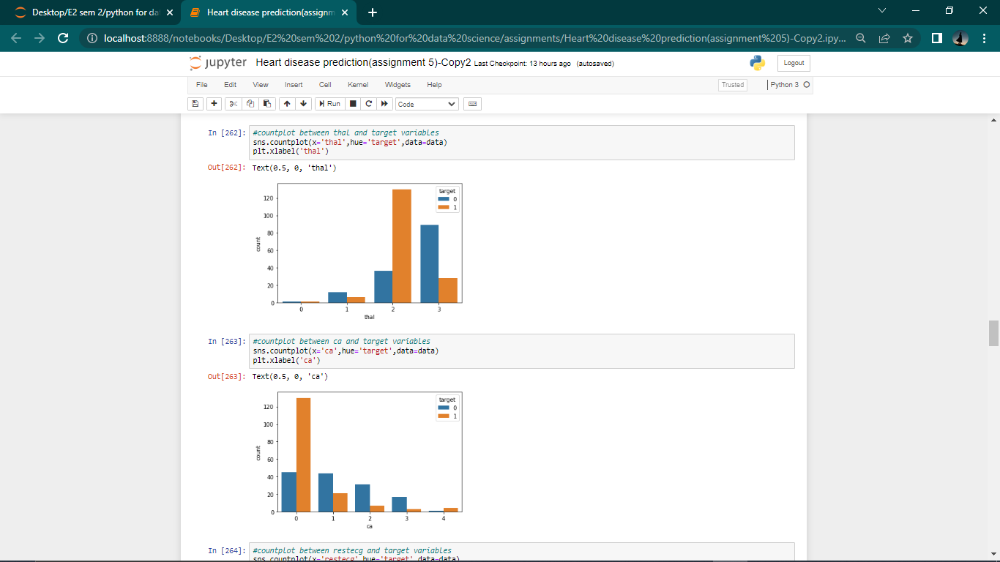 Desktop/E2 sem 2/python for da
Heart disease prediction(assignm
localhost:8888/notebooks/Desktop/E2%20sem%202/python%20for%20data%20science/assignments/Heart%20disease%20prediction(assignment%205)-Copy2.ipy...
jupyter Heart disease prediction(assignment 5)-Copy2 Last Checkpoint: 13 hours ago (autosaved)
Logout
File Edit View Insert Cell Kernel Widgets Help
Trusted
Python 3
Run
Code
In [262]: #countplot between thal and target variables
sns.countplot(x='thal',hue='target',data=data)
plt.xlabel('thal')
Out[262]: Text(0.5, 0, 'thal')
target
0
1
120
100
80
60
40
20
0
count
0 1 2 3
thal
In [263]: #countplot between ca and target variables
sns.countplot(x='ca',hue='target',data=data)
plt.xlabel('ca')
Out[263]: Text(0.5, 0, 'ca')
target
0
1
120
100
80
60
40
20
0
count
0 1 2 3 4
ca
In [264]: #countplot between restecg and target variables
sns.countplot(x='restecg',hue='target',data=data)